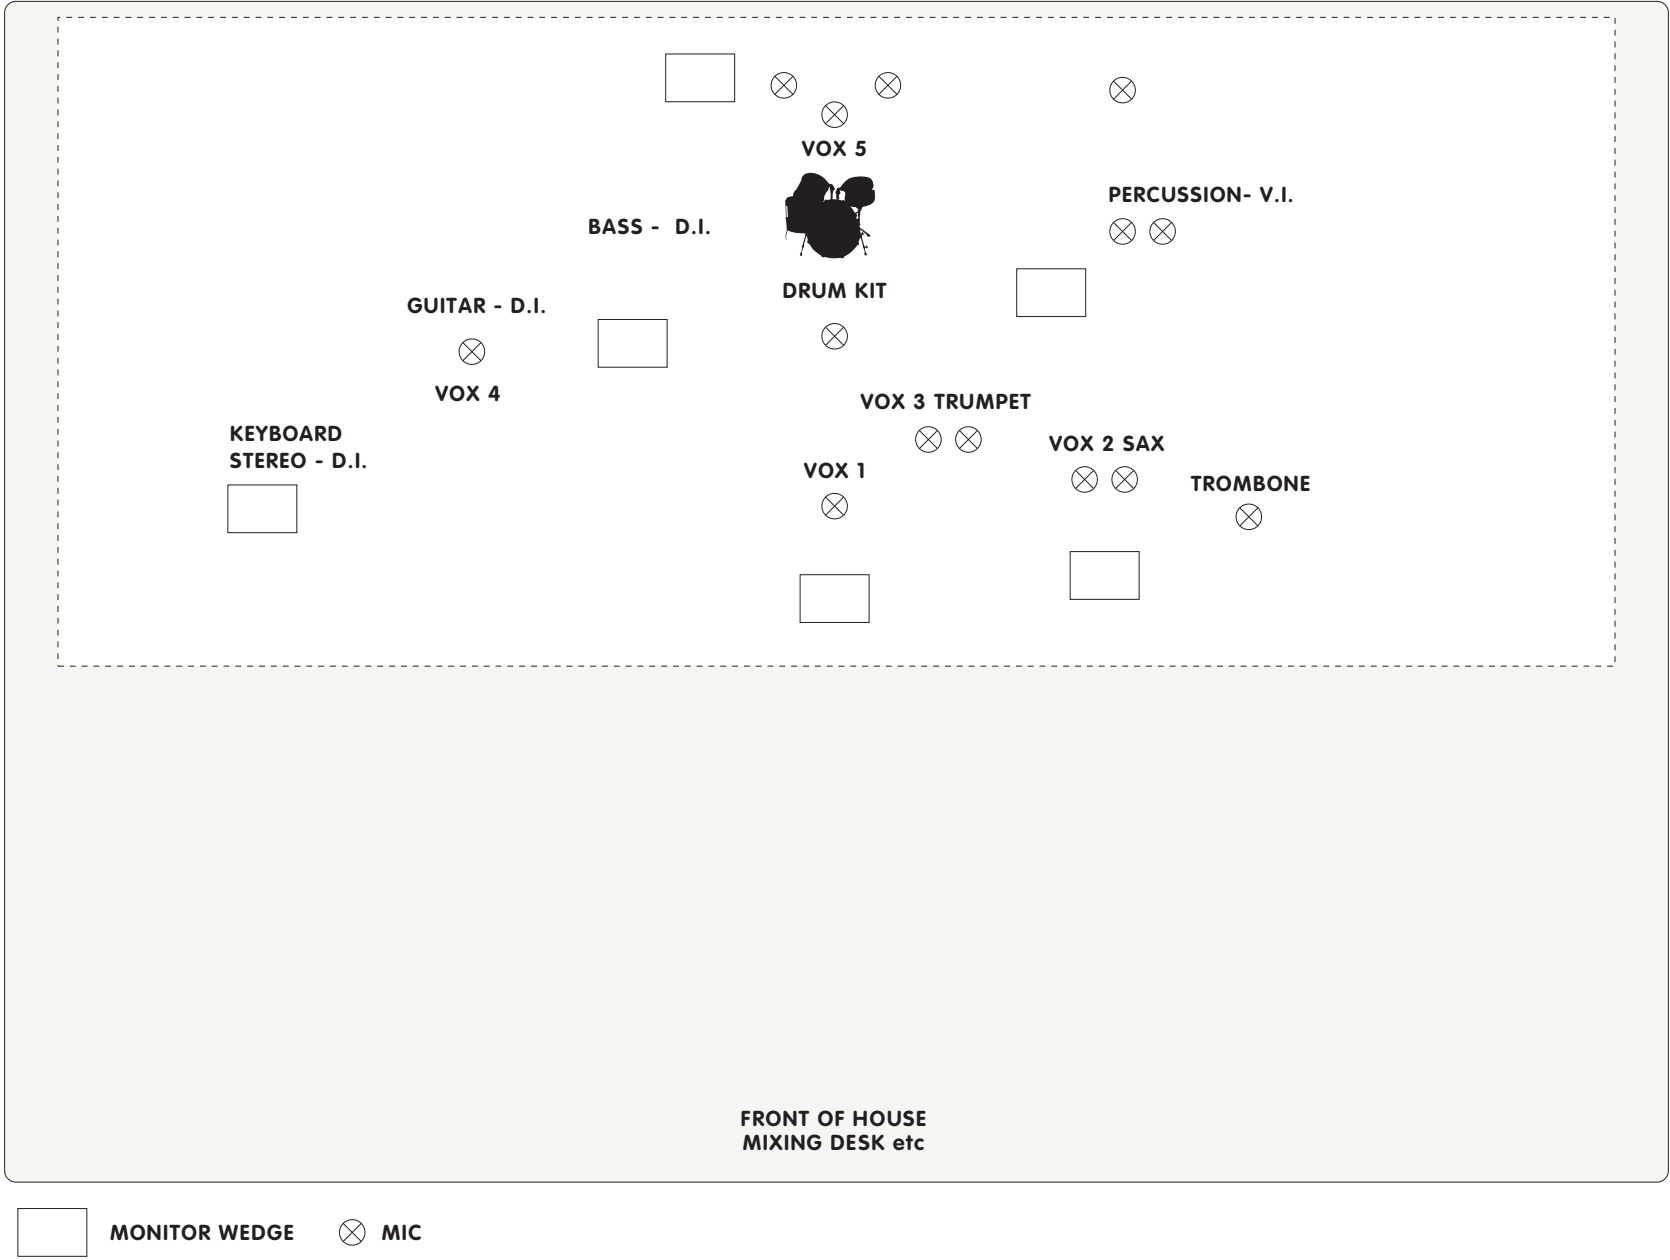 VOX 5
PERCUSSION- V.I.
BASS -  D.I.
DRUM KIT
GUITAR - D.I.
VOX 4
VOX 3 TRUMPET
KEYBOARD
STEREO - D.I.
VOX 2 SAX
VOX 1
TROMBONE
FRONT OF HOUSE
MIXING DESK etc
MONITOR WEDGE
MIC